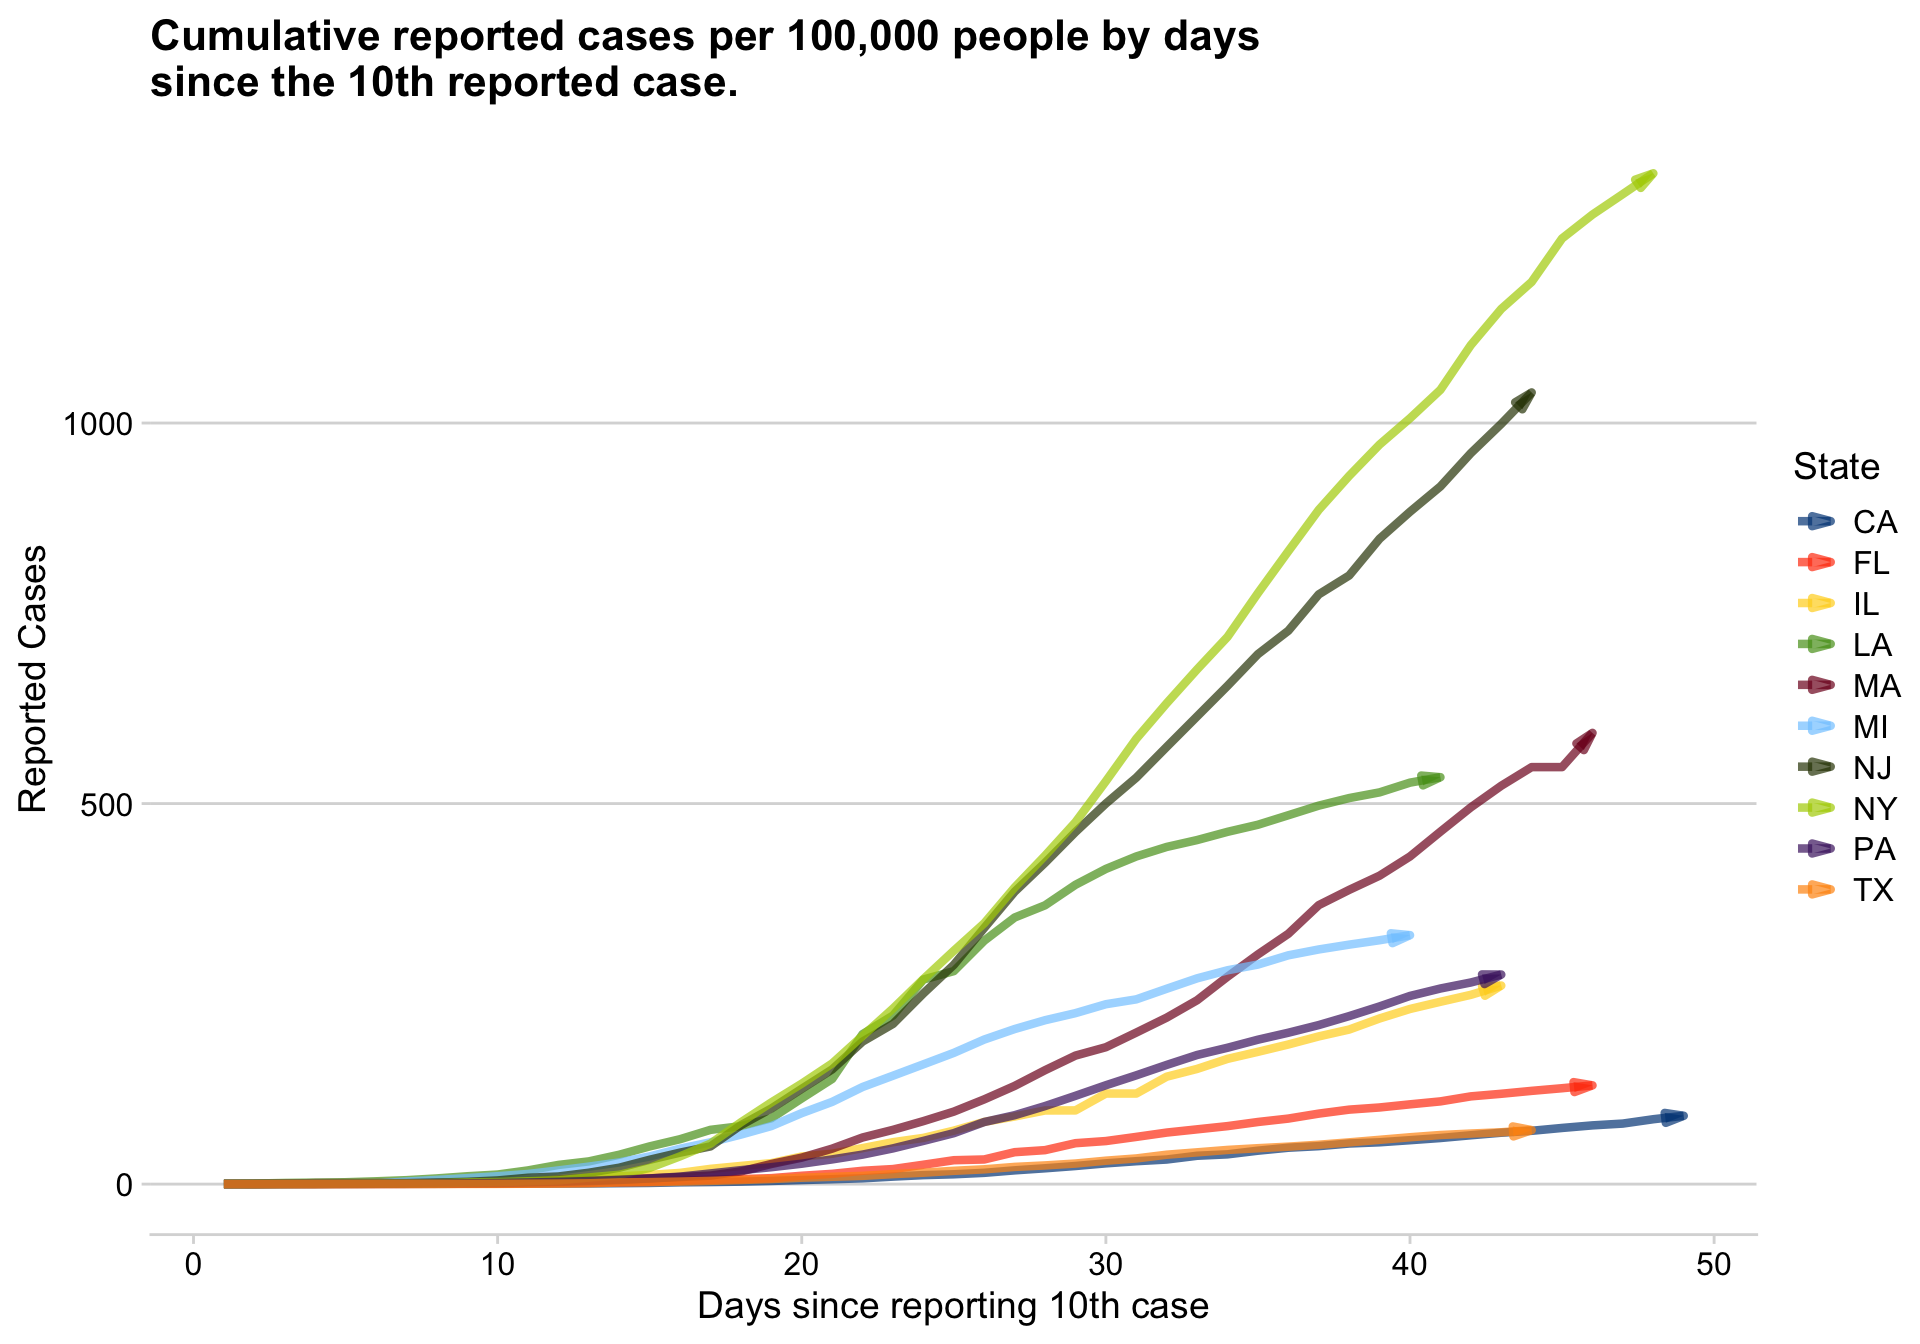 Cumulative reported cases per 100,000 people by days
since the 10th reported case.
1000
500
0
Reported Cases
0 10 20 30 40 50
Days since reporting 10th case
State
CA
FL
IL
LA
MA
MI
NJ
NY
PA
TX